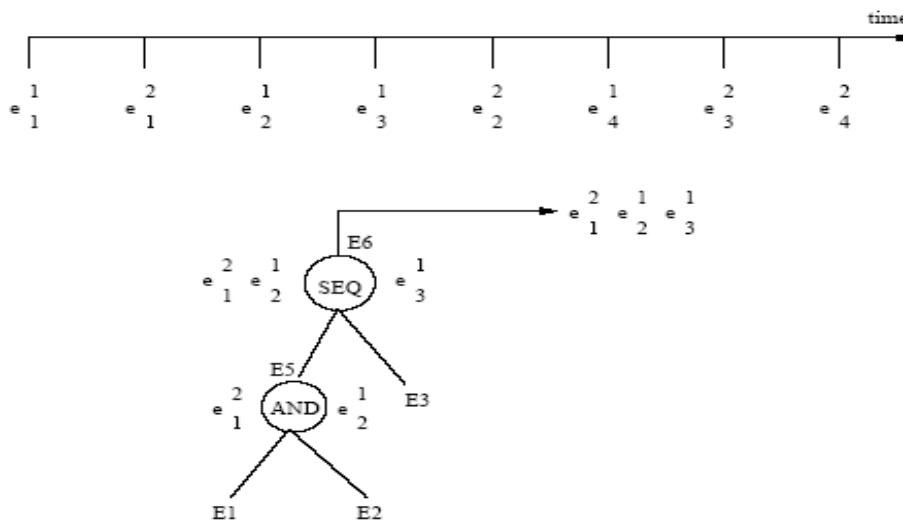 time
e 1 1 e 2 1 e 1 2 e 1 3 e 2 2 e 1 4 e 2 3 e 2 4
e 2 1 e 1 2 e 1 3
E6
e 2 1 e 1 2 SEQ e 1 3
E5
E3
e 2 1 AND e 1 2
E1 E2